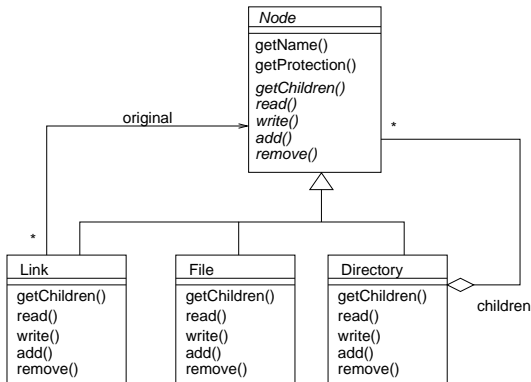 Node
getName()
getProtection()
getChildren()
read()
write()
add()
remove()
original
*
*
Link
getChildren()
read()
write()
add()
remove()
File
getChildren()
read()
write()
add()
remove()
Directory
getChildren()
read()
write()
add()
remove()
children